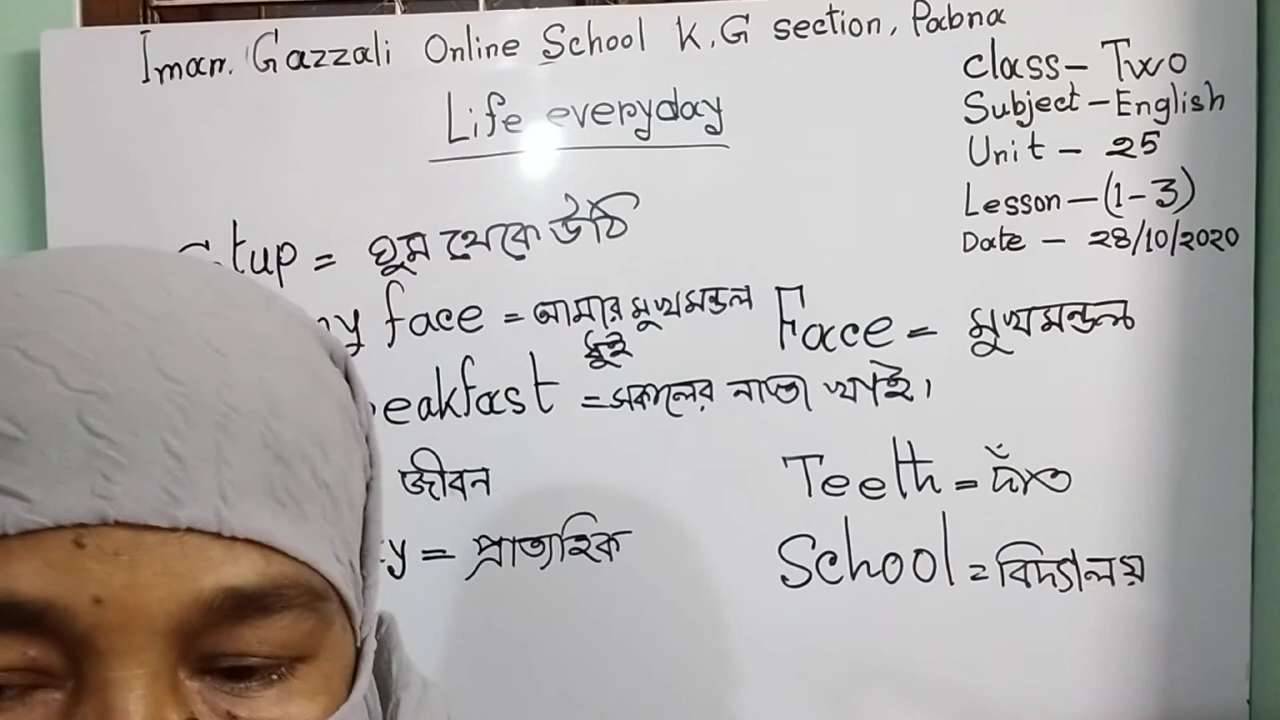 Imam Gazzali Online School K.G section, Pabna
Class - Two
Subject - English
Unit - 25
Lesson - (1-3)
Date - 28/10/2020
Life everyday
tup = ঘুম থেকে উঠি
y face = আমার মুখমন্ডল ধুই
Face = মুখমন্ডল
eakfast = সকালের নাস্তা খাই।
জীবন
Teeth = দাঁত
y = প্রাত্যহিক
School = বিদ্যালয়